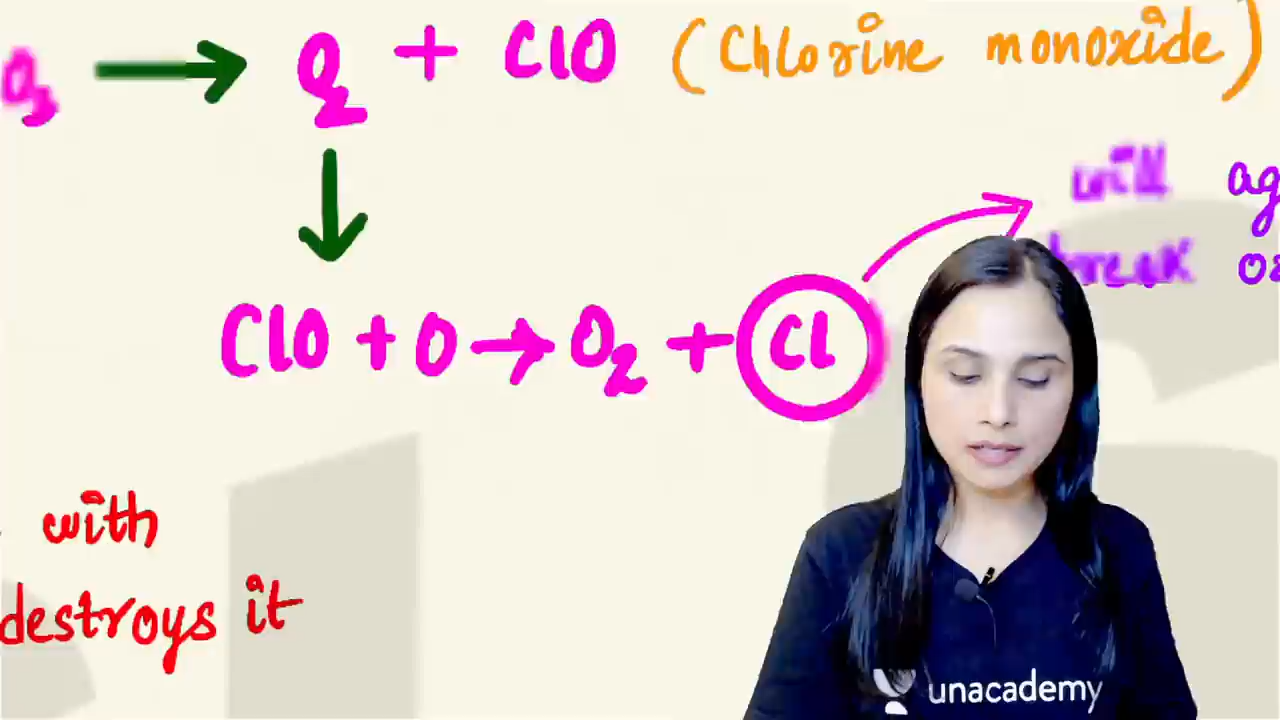 O₃ → O₂ + ClO (Chlorine monoxide)
will ag
break oz
ClO + O → O₂ + Cl
with
destroys it
unacademy